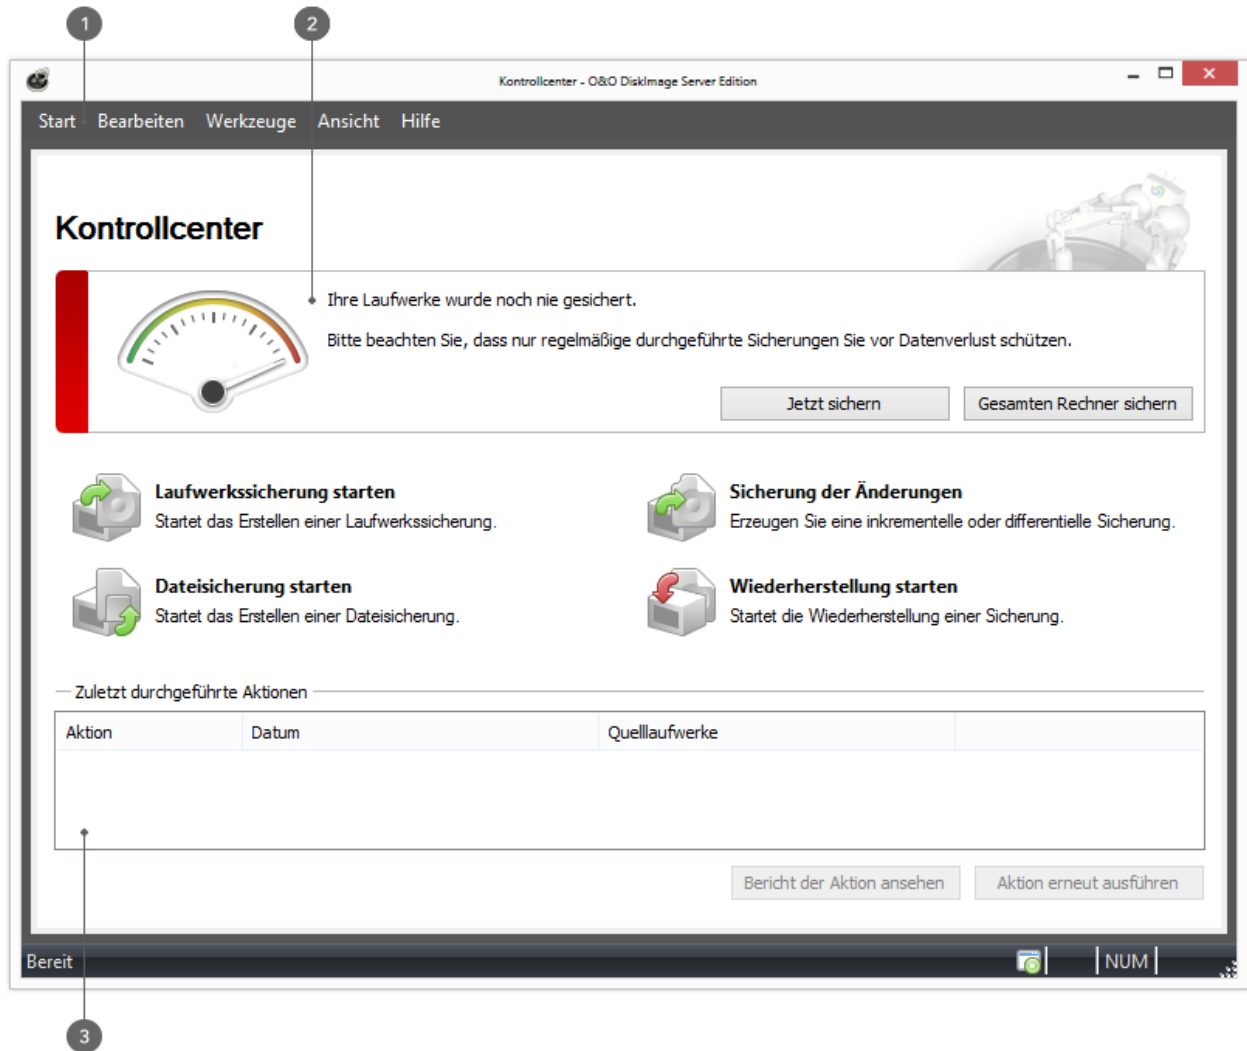 1
2
Kontrollcenter - O&O DiskImage Server Edition
Start Bearbeiten Werkzeuge Ansicht Hilfe
Kontrollcenter
Ihre Laufwerke wurde noch nie gesichert.
Bitte beachten Sie, dass nur regelmäßige durchgeführte Sicherungen Sie vor Datenverlust schützen.
Jetzt sichern
Gesamten Rechner sichern
Laufwerkssicherung starten
Startet das Erstellen einer Laufwerkssicherung.
Sicherung der Änderungen
Erzeugen Sie eine inkrementelle oder differentielle Sicherung.
Dateisicherung starten
Startet das Erstellen einer Dateisicherung.
Wiederherstellung starten
Startet die Wiederherstellung einer Sicherung.
Zuletzt durchgeführte Aktionen
Aktion Datum Quelllaufwerke
Bericht der Aktion ansehen
Aktion erneut ausführen
Bereit
NUM
3